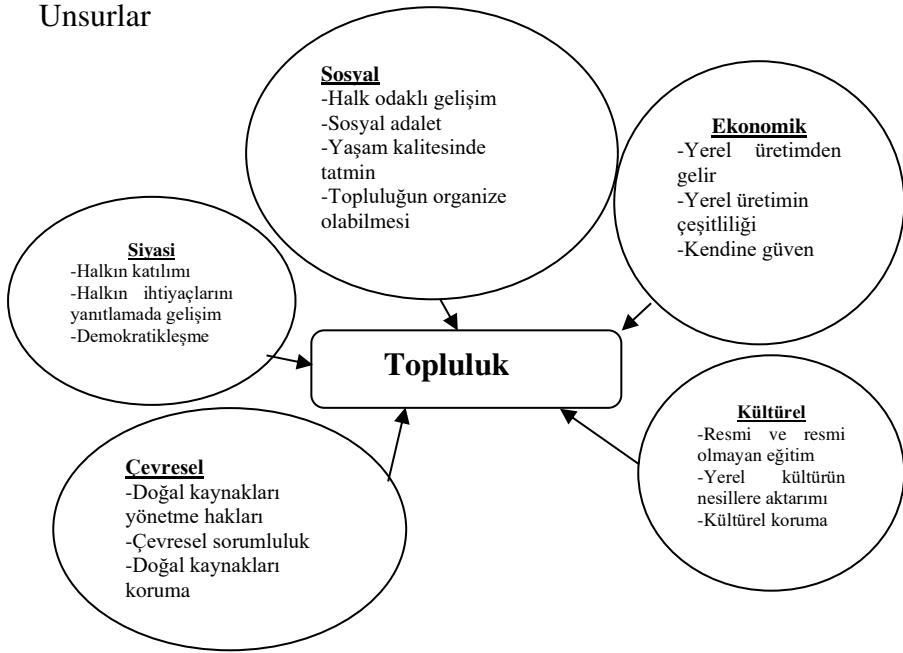 Unsurlar
Sosyal
-Halk odaklı gelişim
-Sosyal adalet
-Yaşam kalitesinde
tatmin
-Topluluğun organize
olabilmesi
Ekonomik
-Yerel üretimden
gelir
-Yerel üretimin
çeşitliliği
-Kendine güven
Siyasi
-Halkın katılımı
-Halkın ihtiyaçlarını
yanıtlamada gelişim
-Demokratikleşme
Topluluk
Kültürel
-Resmi ve resmi
olmayan eğitim
-Yerel kültürün
nesillere aktarımı
-Kültürel koruma
Çevresel
-Doğal kaynakları
yönetme hakları
-Çevresel sorumluluk
-Doğal kaynakları
koruma